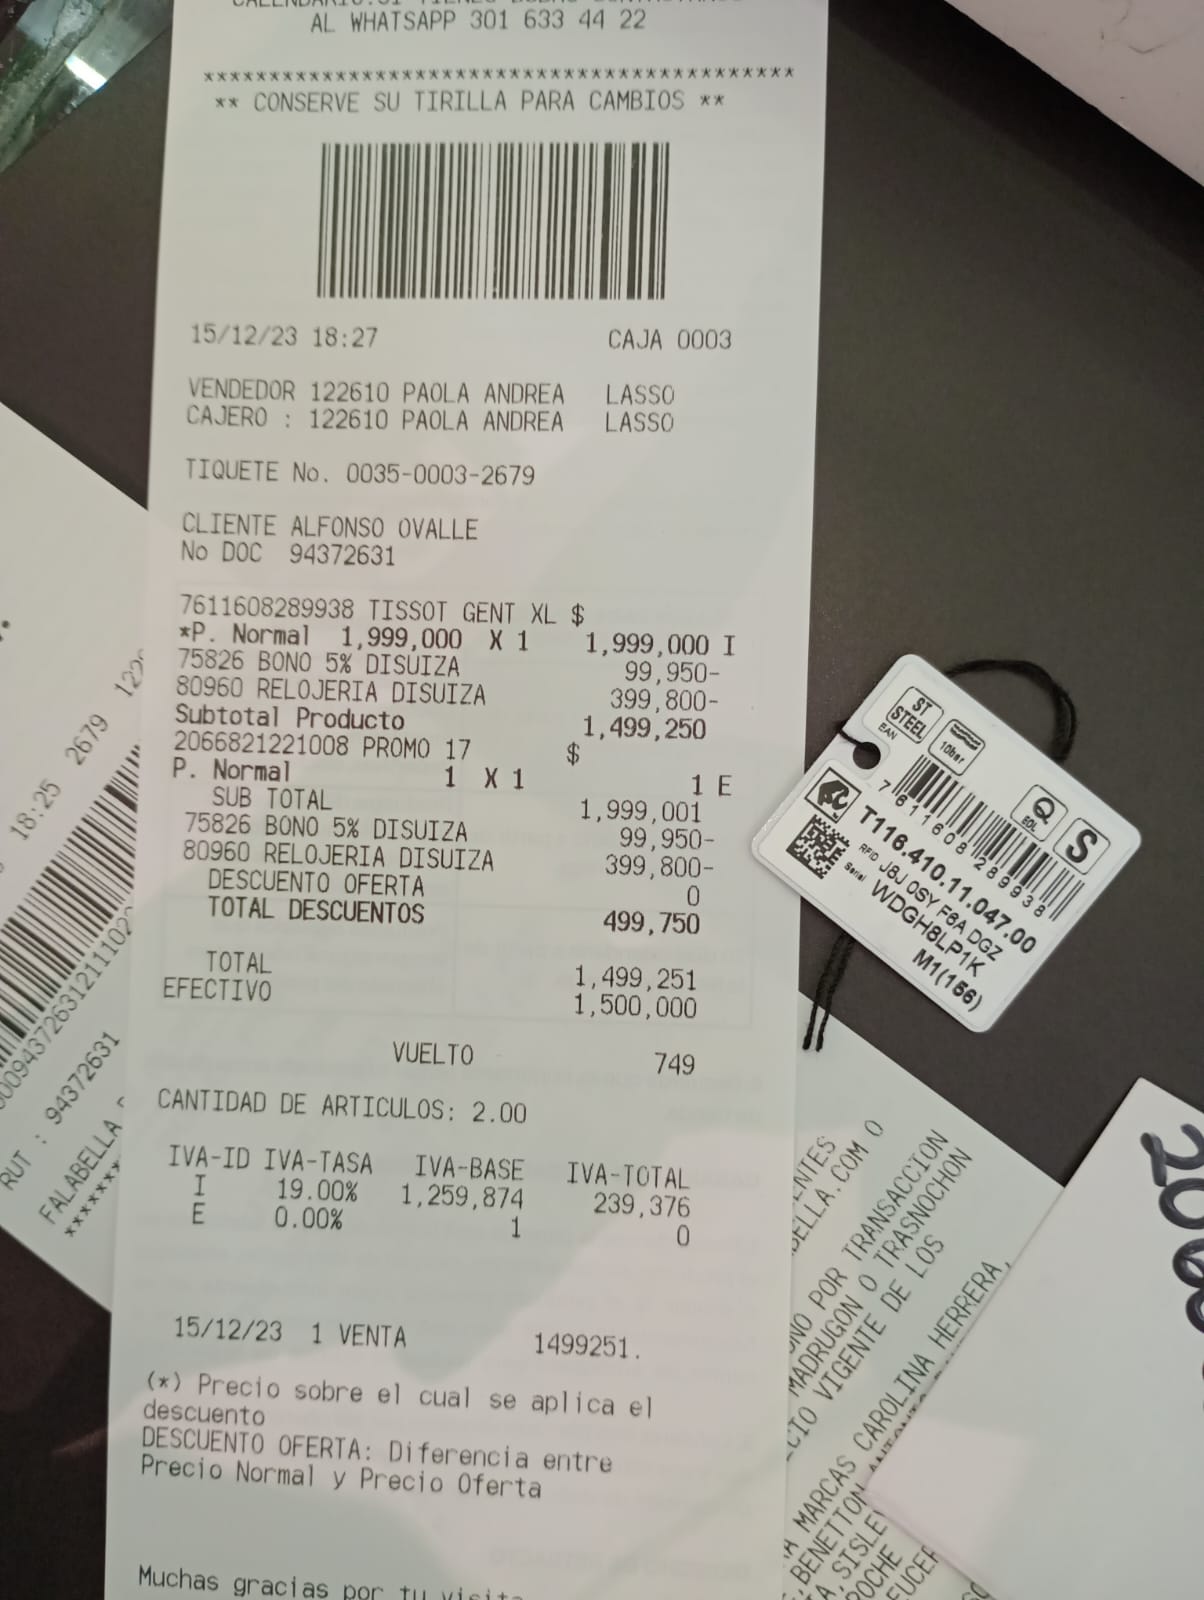 AL WHATSAPP 301 633 44 22
*********************************************
** CONSERVE SU TIRILLA PARA CAMBIOS **
15/12/23 18:27 CAJA 0003
VENDEDOR 122610 PAOLA ANDREA LASSO
CAJERO : 122610 PAOLA ANDREA LASSO
TIQUETE No. 0035-0003-2679
CLIENTE ALFONSO OVALLE
No DOC 94372631
7611608289938 TISSOT GENT XL $
*P. Normal 1,999,000 X 1 1,999,000 I
75826 BONO 5% DISUIZA 99,950-
80960 RELOJERIA DISUIZA 399,800-
Subtotal Producto 1,499,250
2066821221008 PROMO 17 $
P. Normal 1 X 1 1 E
SUB TOTAL 1,999,001
75826 BONO 5% DISUIZA 99,950-
80960 RELOJERIA DISUIZA 399,800-
DESCUENTO OFERTA 0
TOTAL DESCUENTOS 499,750
TOTAL 1,499,251
EFECTIVO 1,500,000
VUELTO 749
CANTIDAD DE ARTICULOS: 2.00
IVA-ID IVA-TASA IVA-BASE IVA-TOTAL
I 19.00% 1,259,874 239,376
E 0.00% 1 0
15/12/23 1 VENTA 1499251.
(*) Precio sobre el cual se aplica el
descuento
DESCUENTO OFERTA: Diferencia entre
Precio Normal y Precio Oferta
Muchas gracias por tu visita
ST
STEEL
10bar
EOL
S
EAN
7 611608 289938
T116.410.11.047.00
RFID J8J 0SY F6A DGZ
Serial WDGH8LP1K
M1(156)
18:25 2679
RUT : 94372631
FALABELLA
*******
.COM O
POR TRANSACCION
MADRUGON O TRASNOCHON
VIGENTE DE LOS
MARCAS CAROLINA HERRERA,
BENETTON